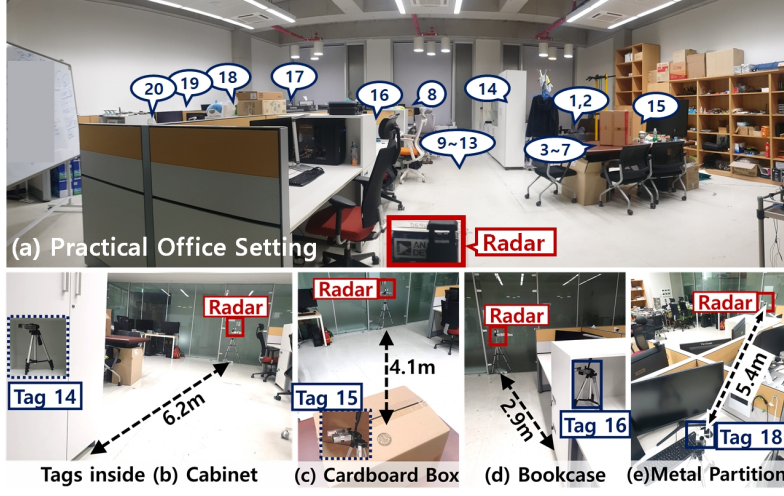 20
19
18
17
16
8
14
1,2
15
9~13
3~7
(a) Practical Office Setting
AN
DE
Radar
Radar
Tag 14
6.2m
Radar
4.1m
Tag 15
Radar
2.9m
Tag 16
Radar
5.4m
Tag 18
Tags inside (b) Cabinet
(c) Cardboard Box
(d) Bookcase
(e)Metal Partition